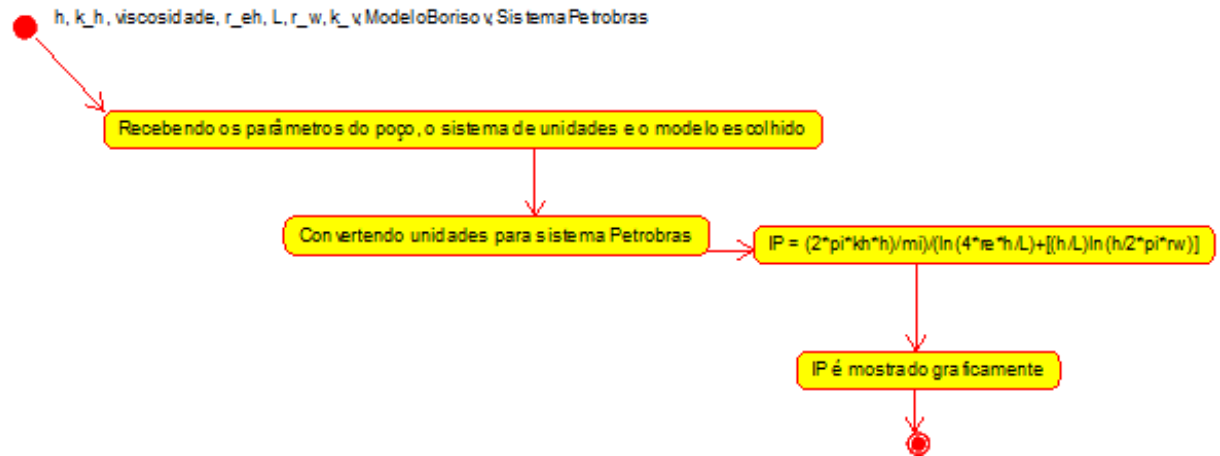 h, k_h, viscosidade, r_eh, L, r_w, k_v, ModeloBorisov, SistemaPetrobras
Recebendo os parâmetros do poço, o sistema de unidades e o modelo escolhido
Convertendo unidades para sistema Petrobras
IP = (2*pi*kh*h)/mi)/(ln(4*re*h/L)+[(h/L)ln(h/2*pi*rw)]
IP é mostrado graficamente